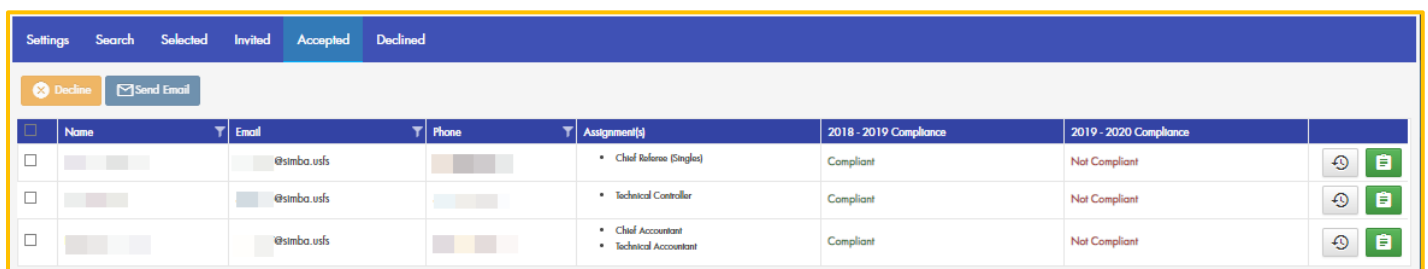 Settings Search Selected Invited Accepted Declined
Decline Send Email
Name Email Phone Assignment(s) 2018 - 2019 Compliance 2019 - 2020 Compliance
@simba.usfs Chief Referee (Singles) Compliant Not Compliant
@simba.usfs Technical Controller Compliant Not Compliant
@simba.usfs Chief Accountant Compliant Not Compliant
Technical Accountant